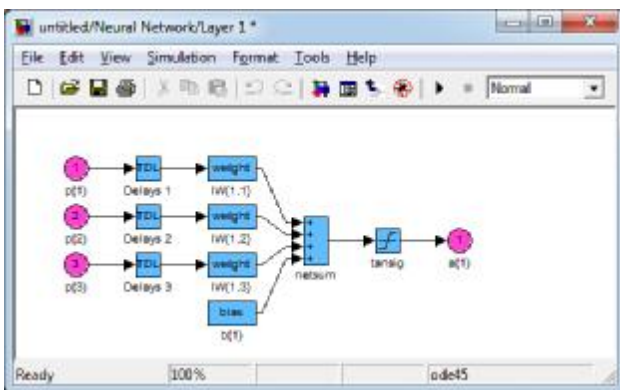 untitled/Neural Network/Layer 1 *
File Edit View Simulation Format Tools Help
Normal
1 TDL weight
p{1} Delays 1 IW{1,1}
2 TDL weight
p{2} Delays 2 IW{1,2}
3 TDL weight
p{3} Delays 3 IW{1,3}
bias
b{1}
+
+
+
+
netsum
tansig
1
a{1}
Ready 100% ode45